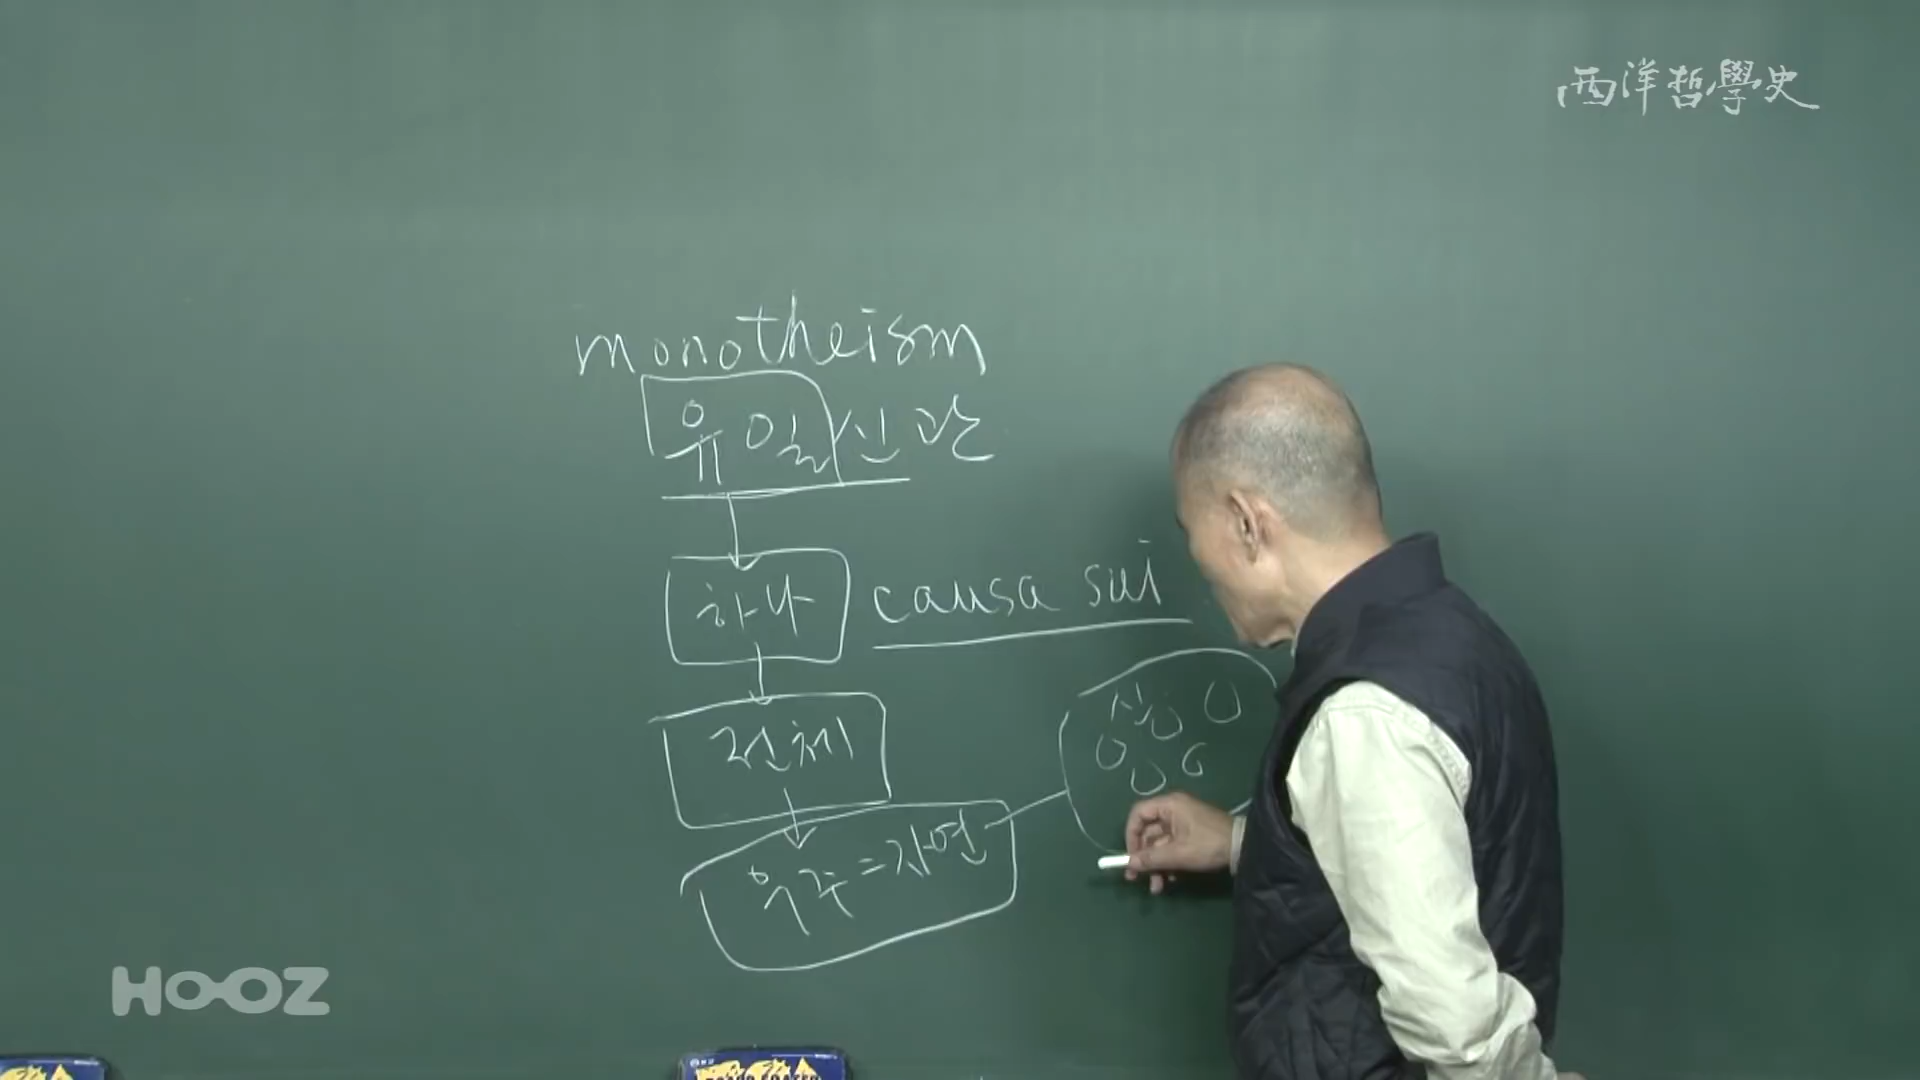 西洋哲學史
monotheism
유일신관
하나
causa sui
전체
우주=자연
HOOZ